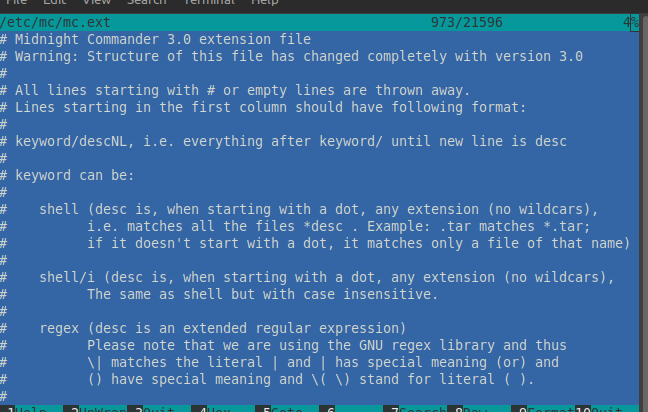 File Edit View Search Terminal Help
/etc/mc/mc.ext 973/21596 4%
# Midnight Commander 3.0 extension file
# Warning: Structure of this file has changed completely with version 3.0
#
# All lines starting with # or empty lines are thrown away.
# Lines starting in the first column should have following format:
#
# keyword/descNL, i.e. everything after keyword/ until new line is desc
#
# keyword can be:
#
#    shell (desc is, when starting with a dot, any extension (no wildcars),
#          i.e. matches all the files *desc . Example: .tar matches *.tar;
#          if it doesn't start with a dot, it matches only a file of that name)
#
#    shell/i (desc is, when starting with a dot, any extension (no wildcars),
#          The same as shell but with case insensitive.
#
#    regex (desc is an extended regular expression)
#          Please note that we are using the GNU regex library and thus
#          \| matches the literal | and | has special meaning (or) and
#          () have special meaning and \( \) stand for literal ( ).
#
1Help 2UnWrap 3Quit 4Hex 5Goto 6 7Search 8Raw 9Format 10Quit